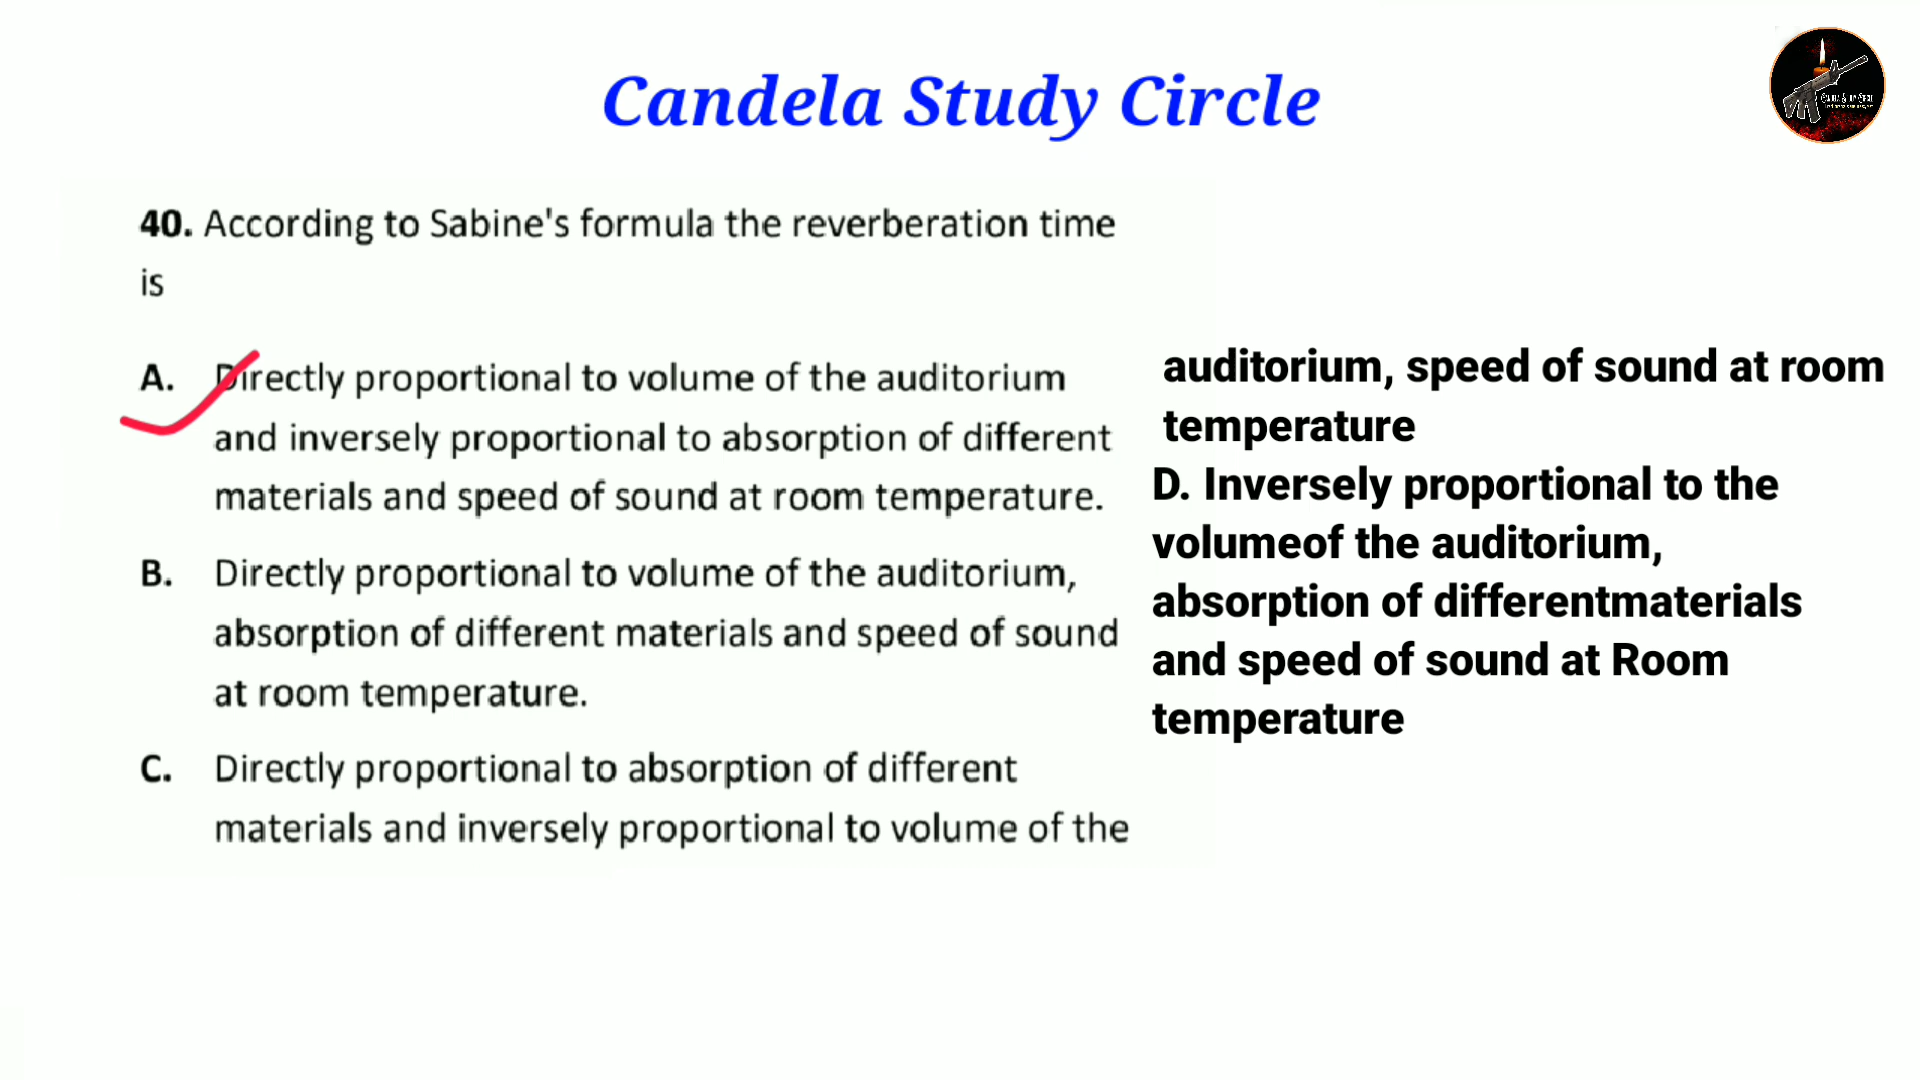 Candela Study Circle
40. According to Sabine's formula the reverberation time
is
A. Directly proportional to volume of the auditorium
and inversely proportional to absorption of different
materials and speed of sound at room temperature.
B. Directly proportional to volume of the auditorium,
absorption of different materials and speed of sound
at room temperature.
C. Directly proportional to absorption of different
materials and inversely proportional to volume of the
auditorium, speed of sound at room
temperature
D. Inversely proportional to the
volumeof the auditorium,
absorption of differentmaterials
and speed of sound at Room
temperature